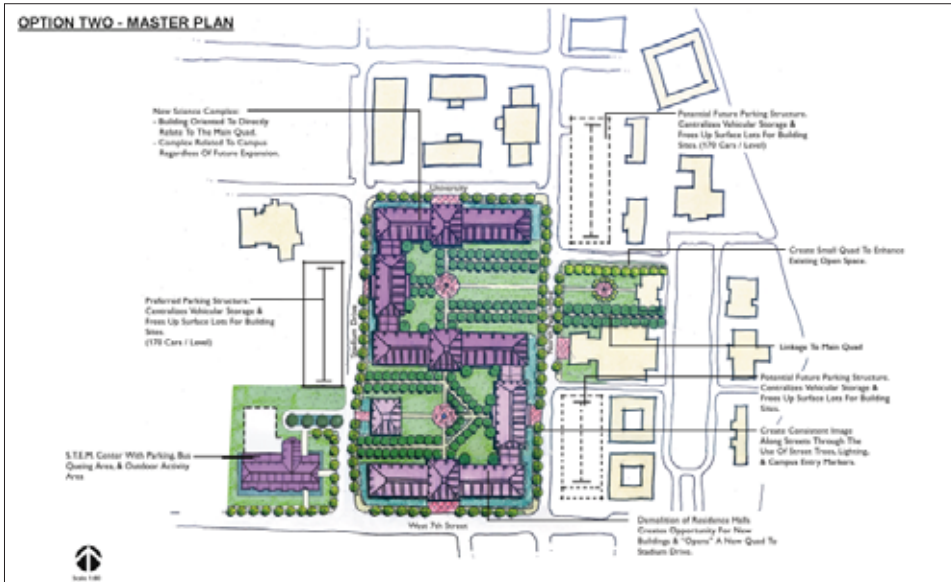 OPTION TWO - MASTER PLAN
New Science Complex:
- Building Oriented To Directly
Relate To The Main Quad.
- Complex Related To Campus
Regardless Of Future Expansion.
Potential Future Parking Structure.
Centralizes Vehicular Storage &
Frees Up Surface Lots For Building
Sites. (170 Cars / Level)
University
Create Small Quad To Enhance
Existing Open Space.
Preferred Parking Structure.
Centralizes Vehicular Storage &
Frees Up Surface Lots For Building
Sites.
(170 Cars / Level)
Stadium Drive
Linkage To Main Quad
Potential Future Parking Structure.
Centralizes Vehicular Storage &
Frees Up Surface Lots For Building
Sites.
Create Consistent Image
Along Streets Through The
Use Of Street Trees, Lighting,
& Campus Entry Markers.
S.T.E.M. Center With Parking, Bus
Queing Area, & Outdoor Activity
Area
Demolition of Residence Halls
Creates Opportunity For New
Buildings & "Opens" A New Quad To
Stadium Drive.
West 7th Street